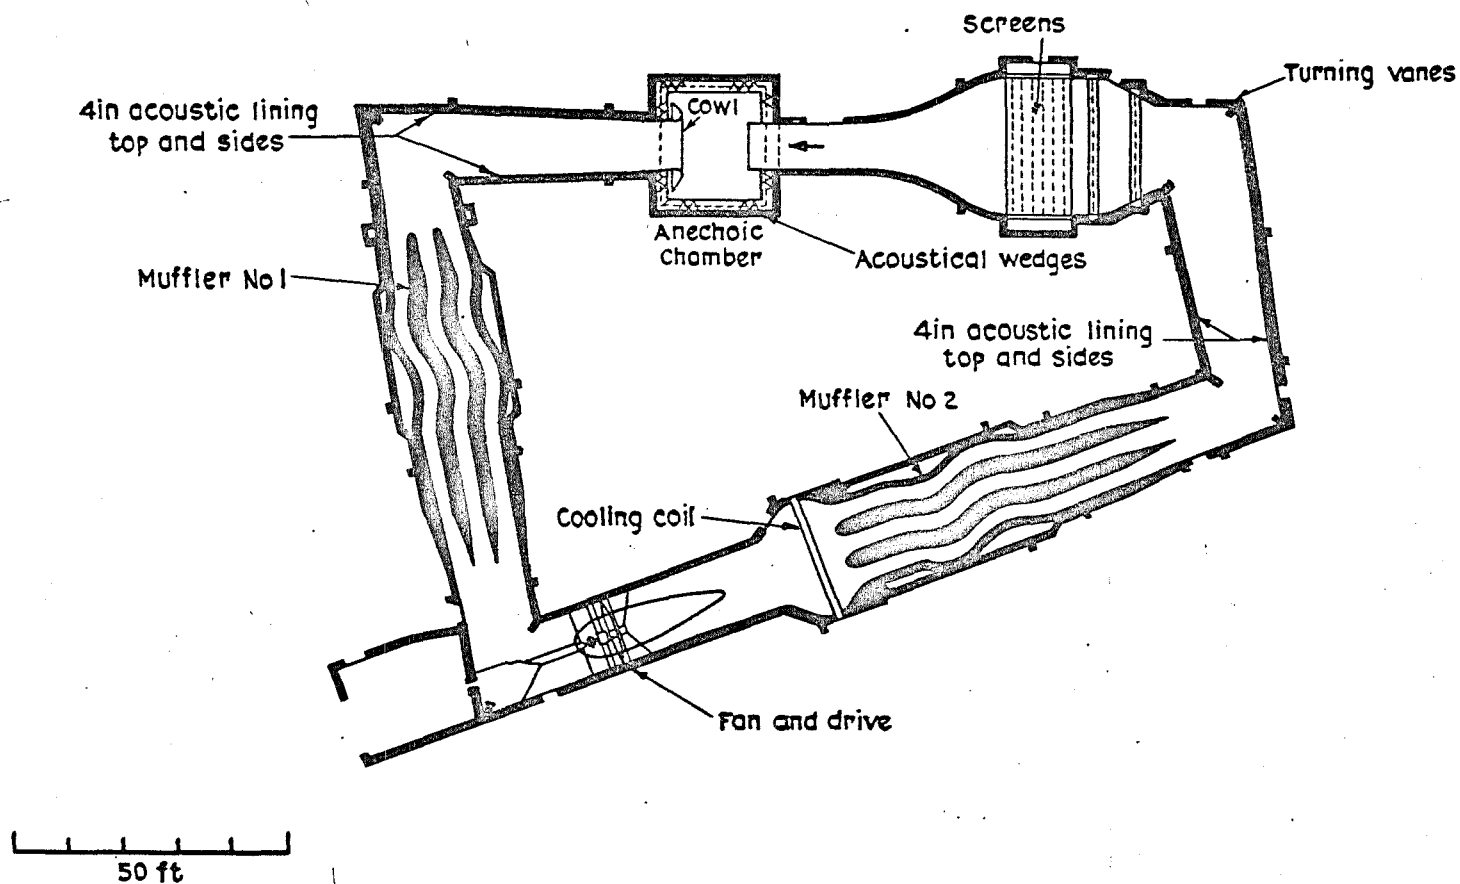 Screens
Turning vanes
4in acoustic lining
top and sides
Cowl
Anechoic
Chamber
Acoustical wedges
Muffler No 1
4in acoustic lining
top and sides
Muffler No 2
Cooling coil
Fan and drive
50 ft